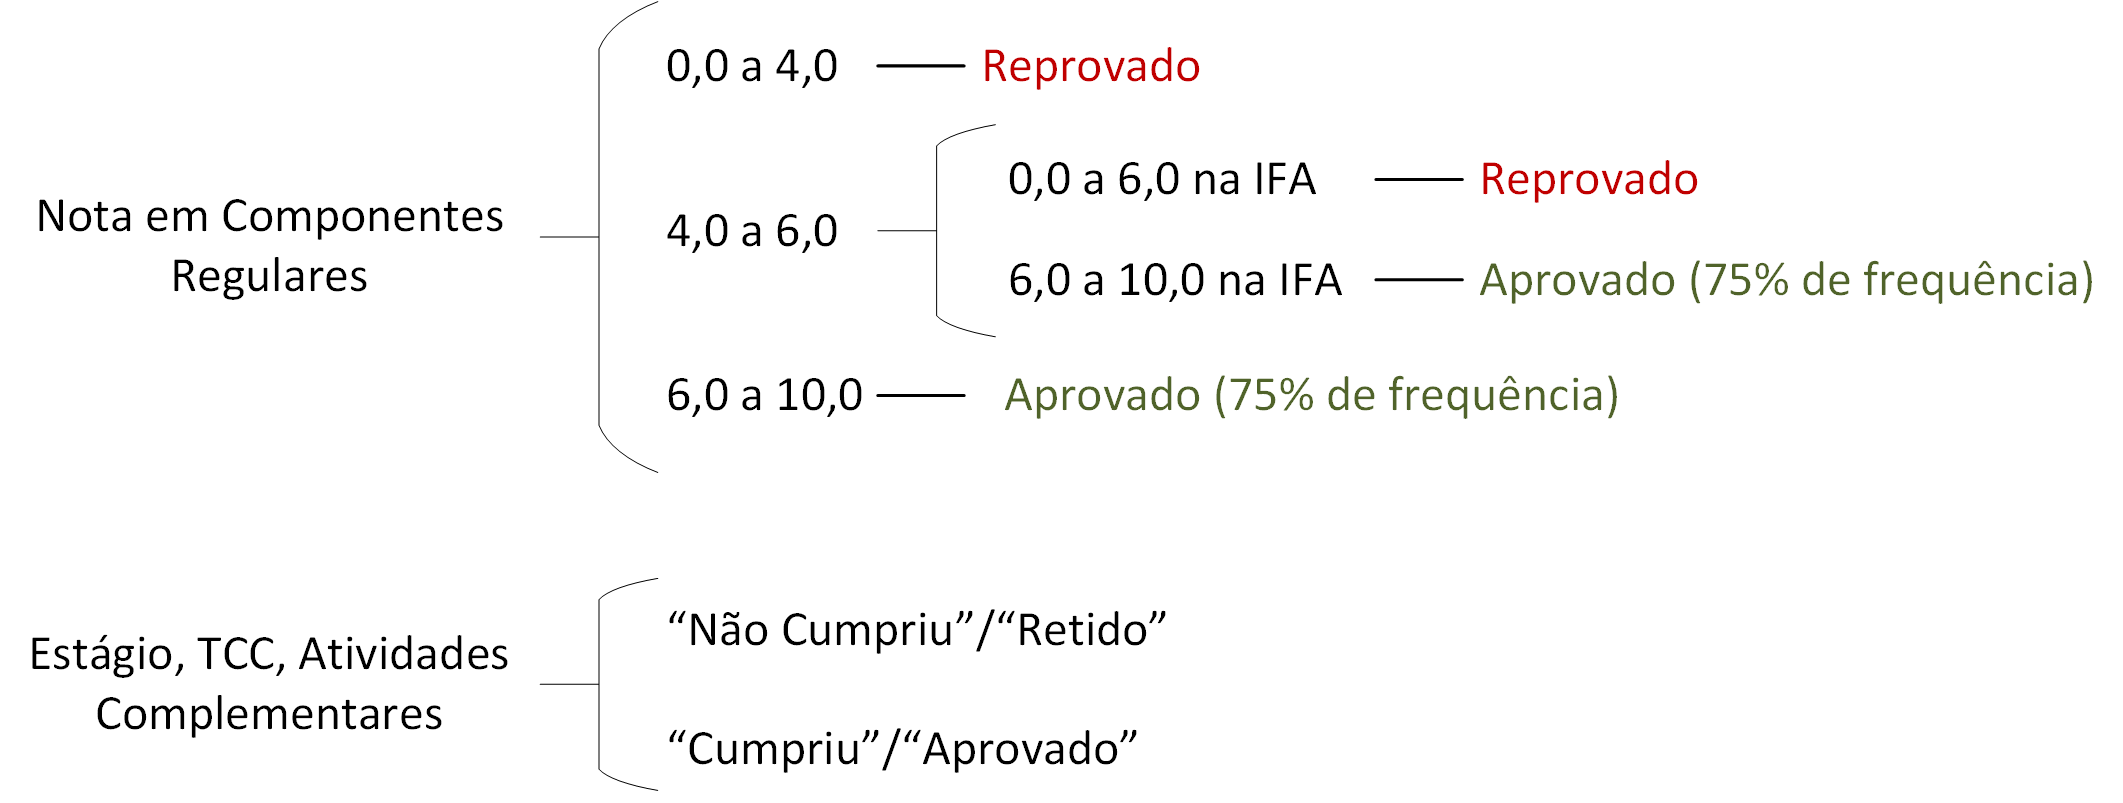 Nota em Componentes
Regulares
0,0 a 4,0
Reprovado
4,0 a 6,0
0,0 a 6,0 na IFA
Reprovado
6,0 a 10,0 na IFA
Aprovado (75% de frequência)
6,0 a 10,0
Aprovado (75% de frequência)
Estágio, TCC, Atividades
Complementares
“Não Cumpriu”/“Retido”
“Cumpriu”/“Aprovado”